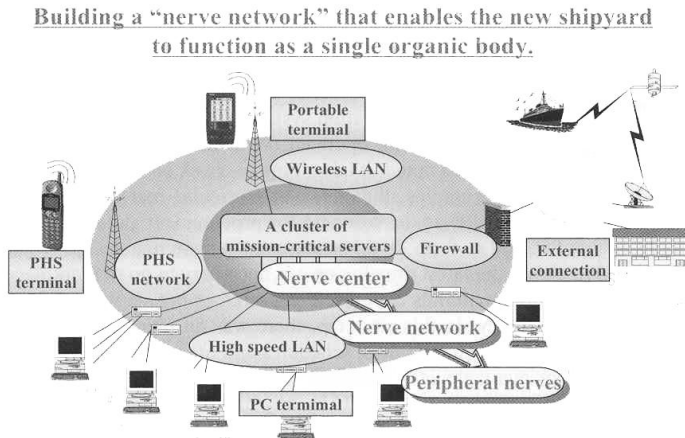 Building a “nerve network” that enables the new shipyard
to function as a single organic body.
Portable
terminal
Wireless LAN
A cluster of
mission-critical servers
Firewall
External
connection
PHS
terminal
PHS
network
Nerve center
Nerve network
High speed LAN
Peripheral nerves
PC termimal